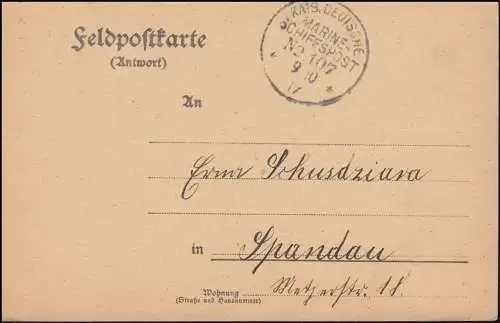 Feldpostkarte
(Antwort)
KAIS. DEUTSCHE
MARINE-
SCHIFFSPOST
No 107
9 10
17
An
Erna Schusdziara
in Spandau
Wohnung
(Straße und Hausnummer)
Metzerstr. 18.